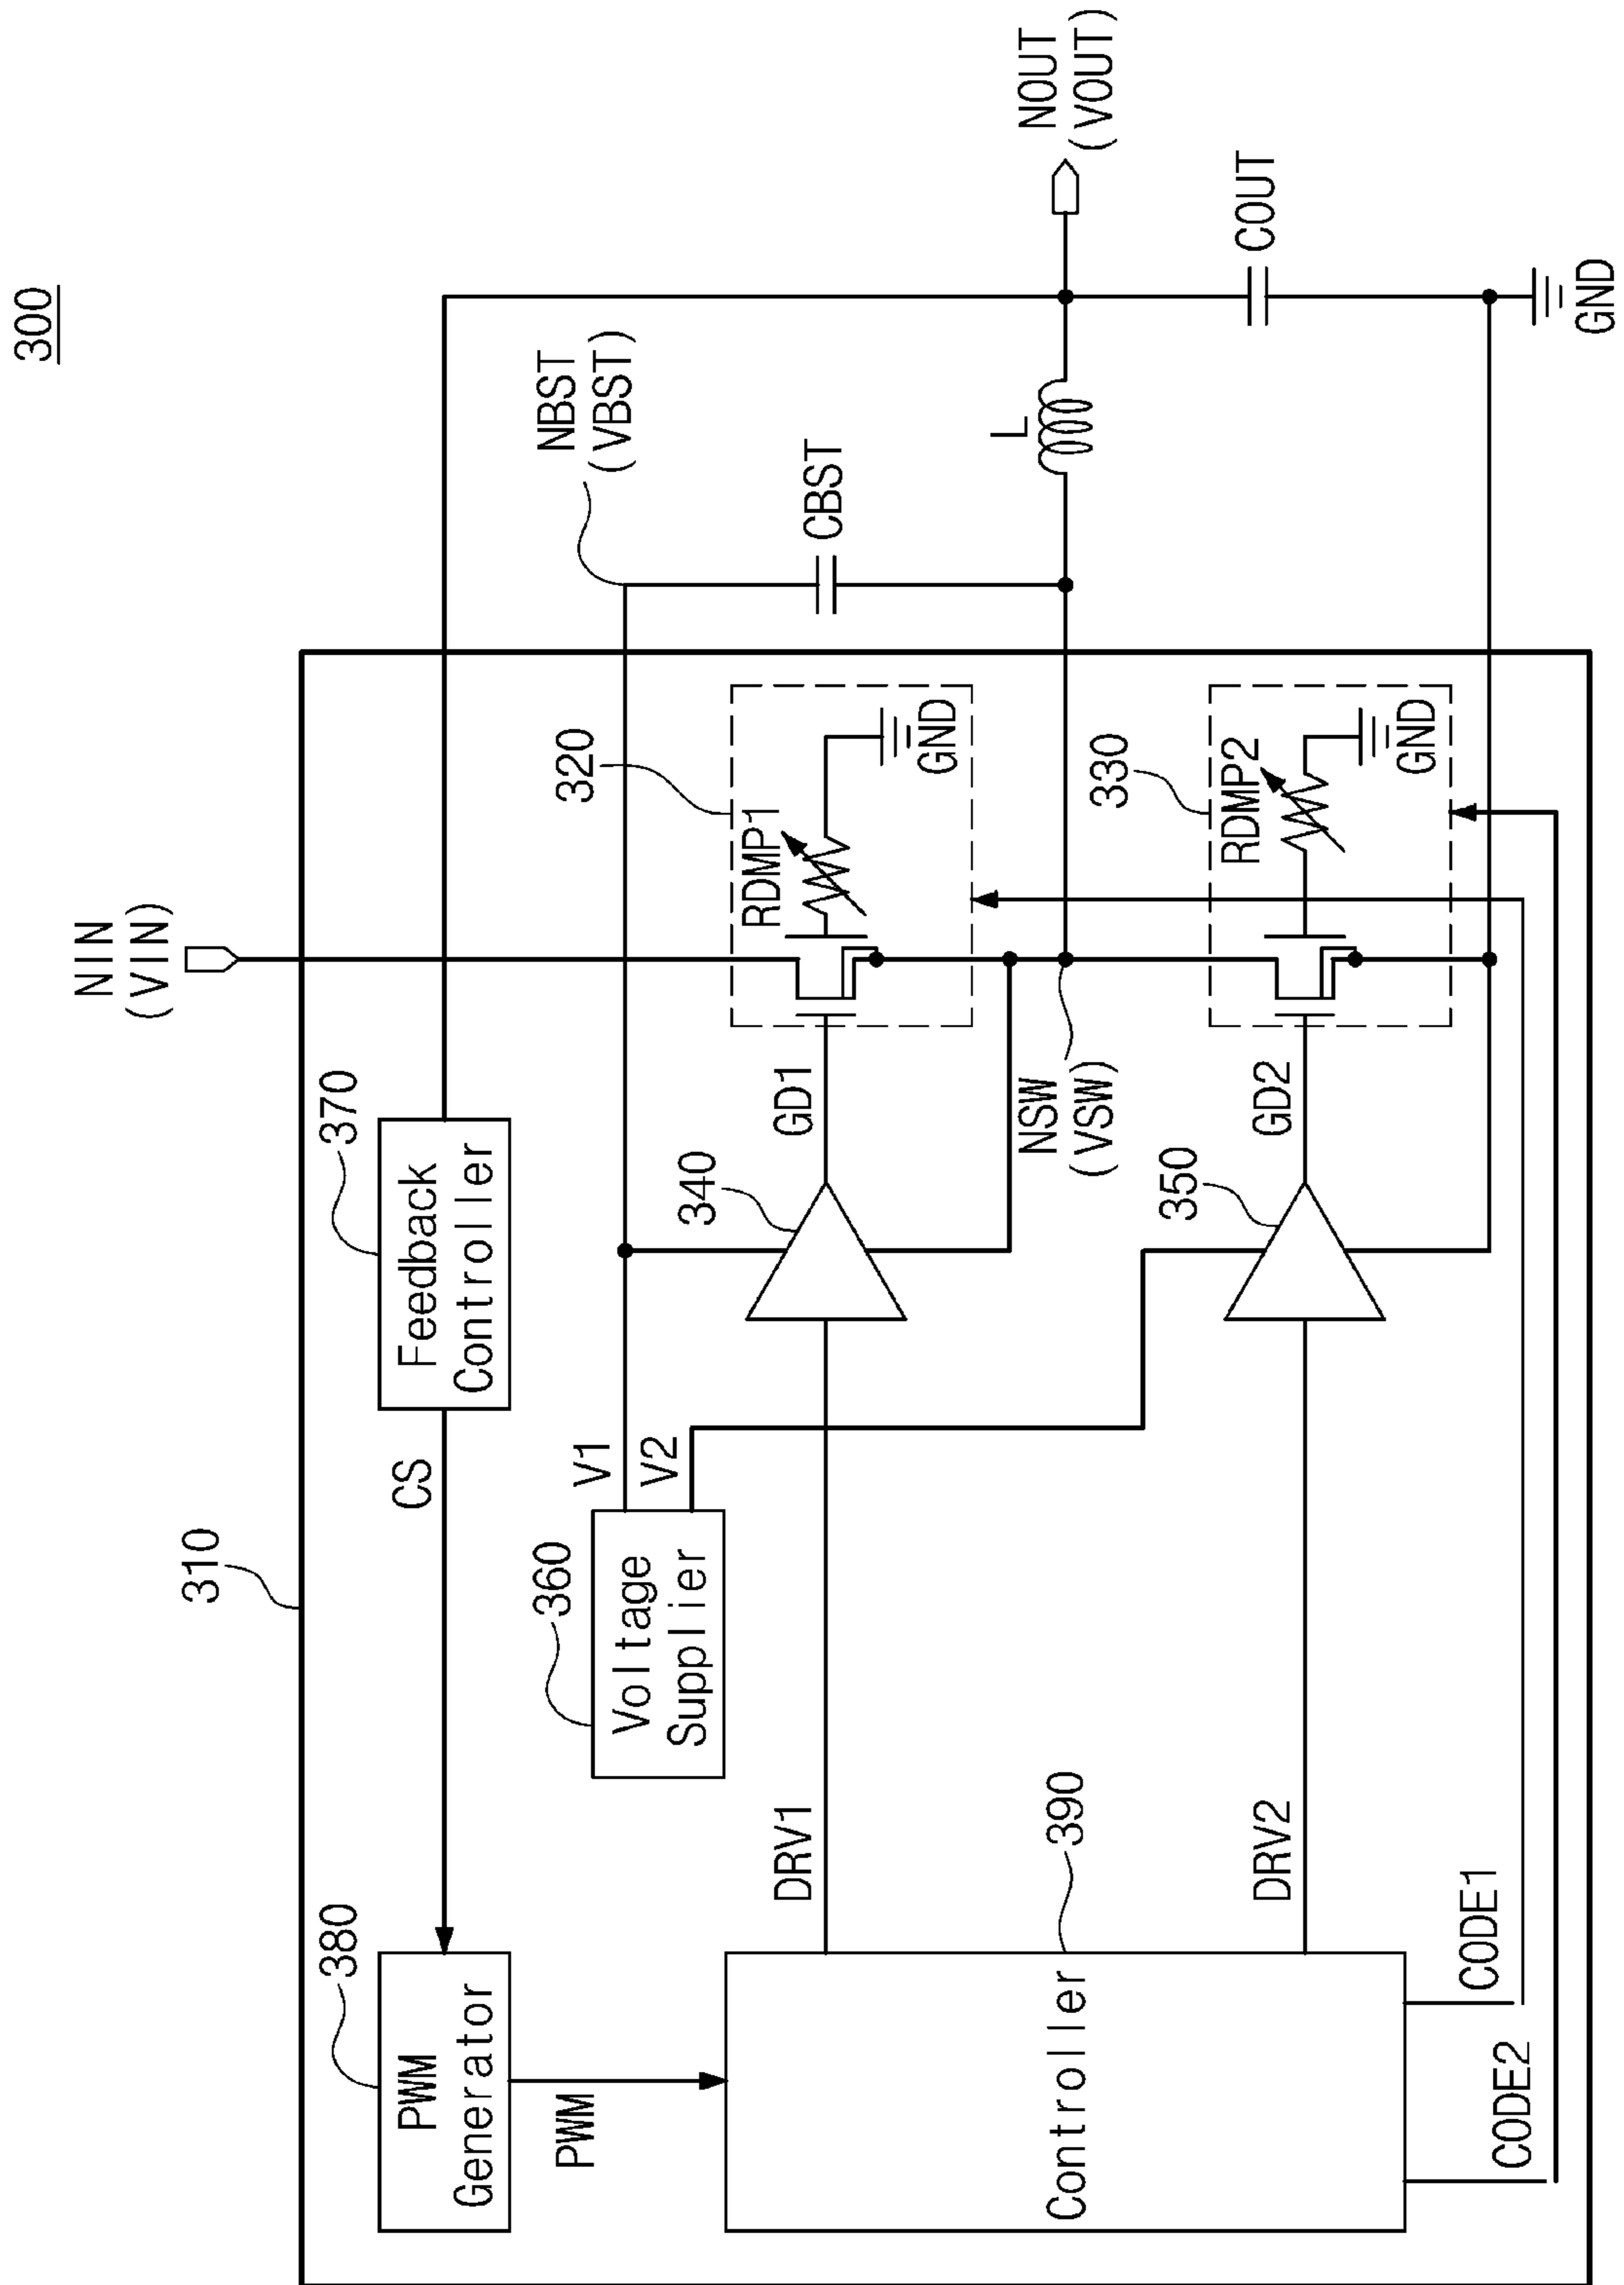 300
310
NIN
(VIN)
380
PWM
Generator
CS
370
Feedback
Controller
PWM
360
Voltage
Supplier
V1
V2
NBST
(VBST)
CBST
320
RDMP1
GND
340
GD1
DRV1
NSW
(VSW)
L
NOUT
(VOUT)
COUT
GND
390
Controller
330
RDMP2
GND
350
GD2
DRV2
CODE1
CODE2